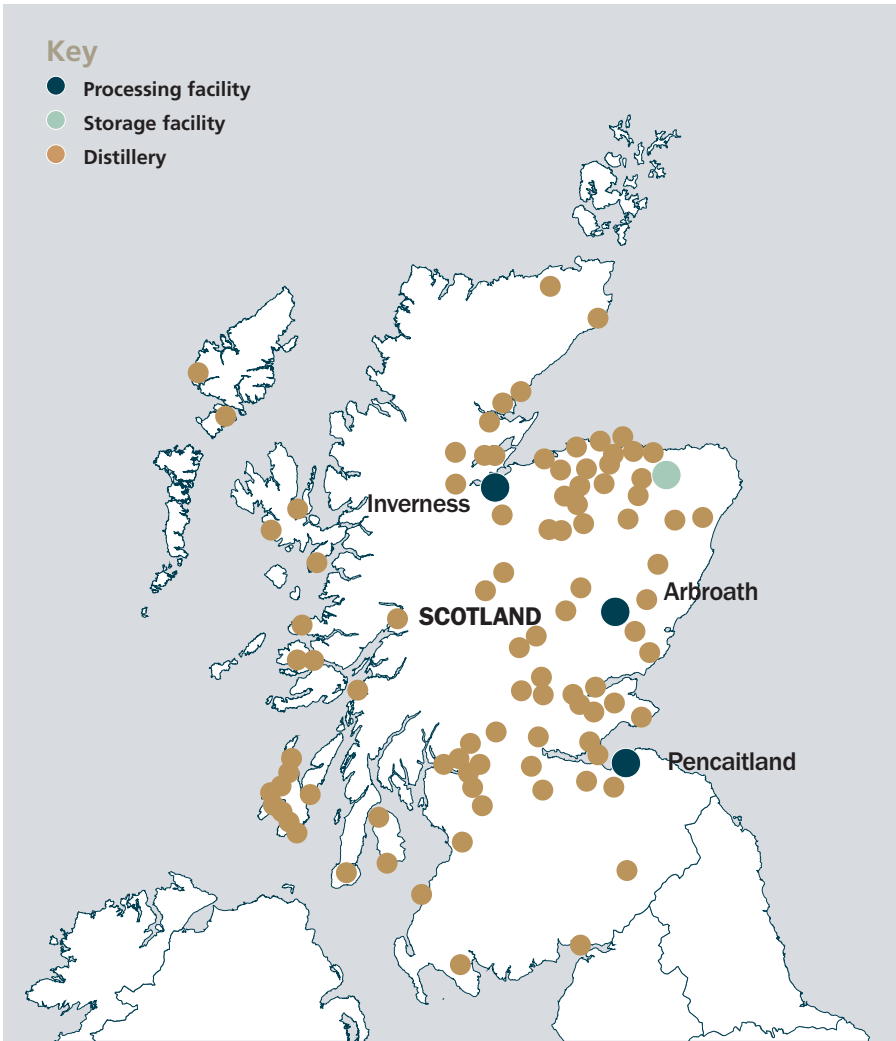 Key
Processing facility
Storage facility
Distillery
Inverness
Arbroath
SCOTLAND
Pencaitland